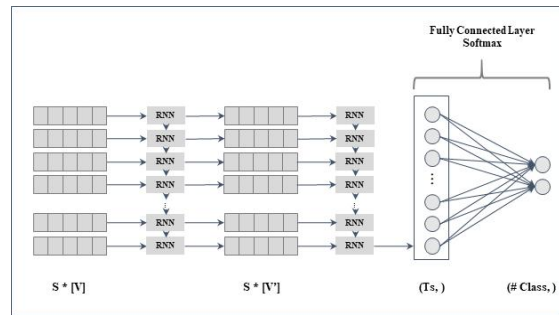 Fully Connected Layer
Softmax
RNN RNN
RNN RNN
RNN RNN
RNN RNN
RNN RNN
RNN RNN
S * [V] S * [V'] (Ts, ) (# Class, )